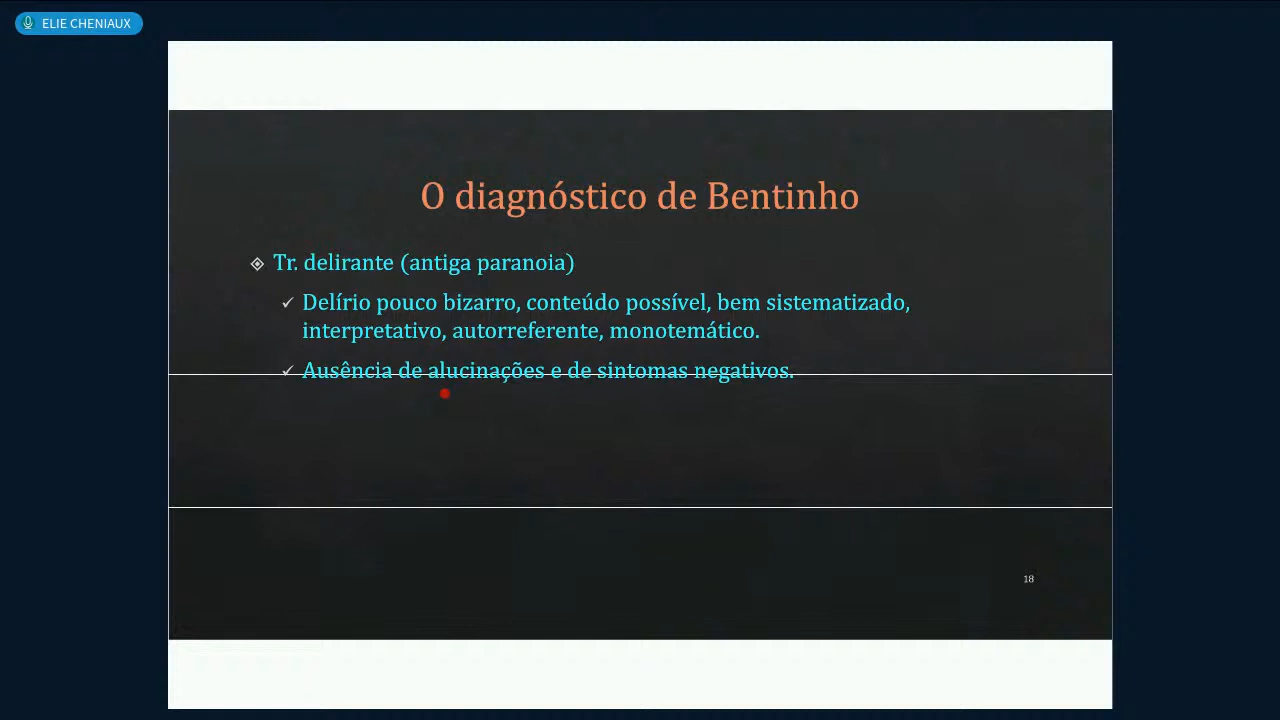 ELIE CHENIAUX
O diagnóstico de Bentinho
Tr. delirante (antiga paranoia)
Delírio pouco bizarro, conteúdo possível, bem sistematizado,
interpretativo, autorreferente, monotemático.
Ausência de alucinações e de sintomas negativos.
18